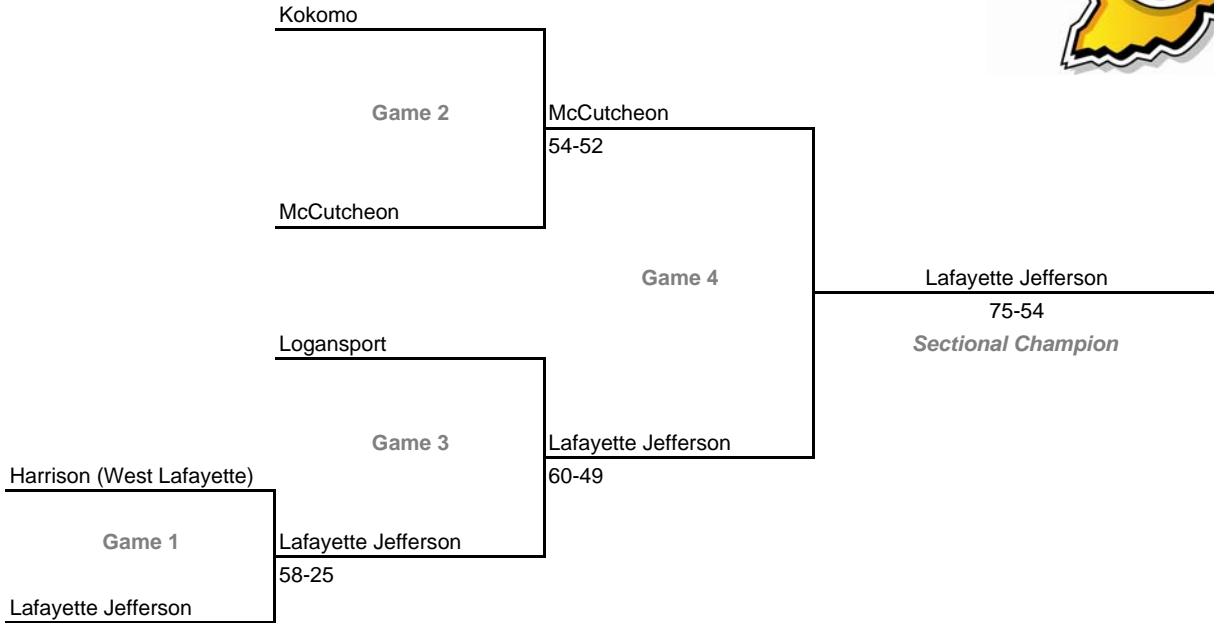 Kokomo
Game 2
McCutcheon
54-52
McCutcheon
Game 4
Lafayette Jefferson
75-54
Sectional Champion
Logansport
Game 3
Lafayette Jefferson
60-49
Harrison (West Lafayette)
Game 1
Lafayette Jefferson
58-25
Lafayette Jefferson